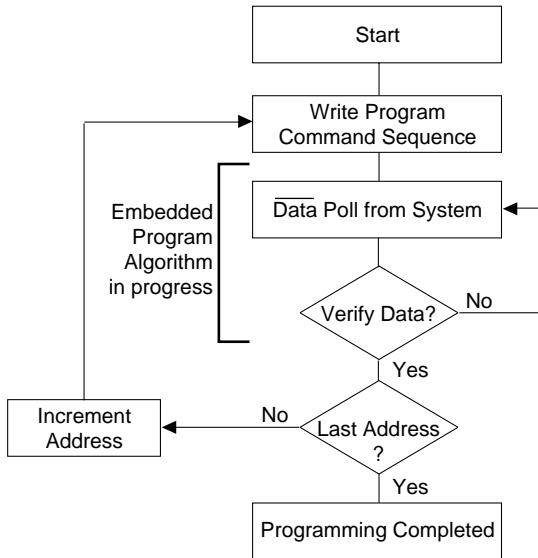 Start
Write Program
Command Sequence
Data Poll from System
Embedded
Program
Algorithm
in progress
Verify Data?
No
Yes
Increment
Address
No
Last Address
?
Yes
Programming Completed